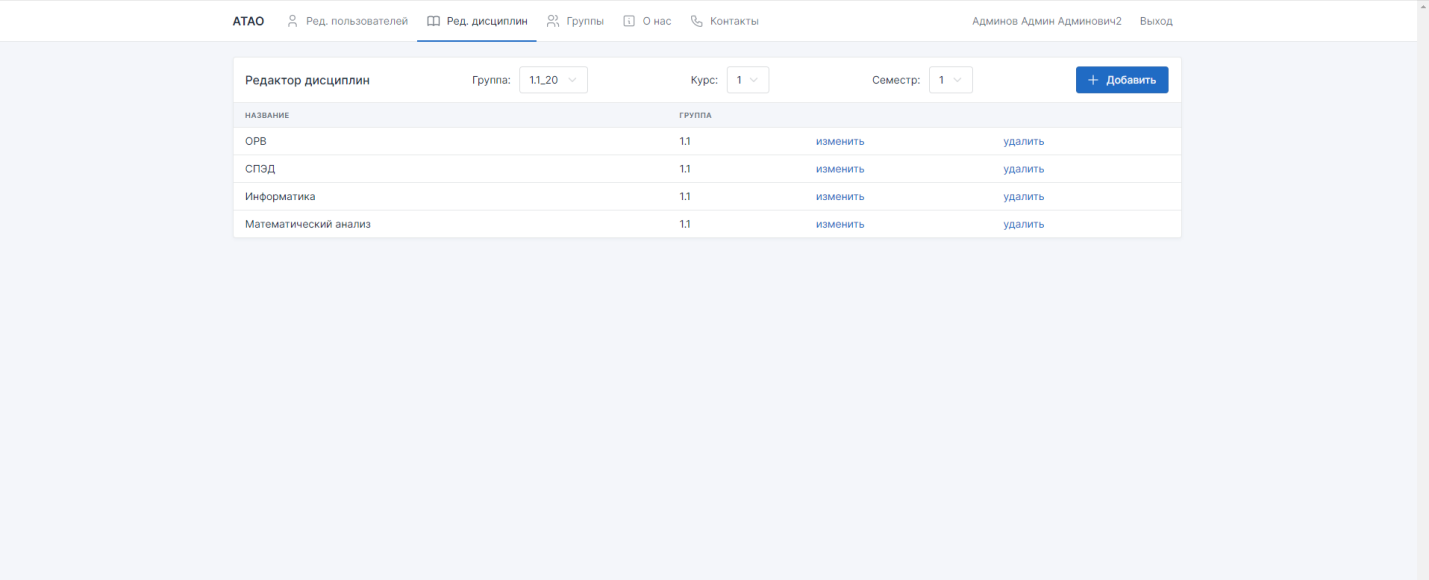 АТАО Ред. пользователей Ред. дисциплин Группы О нас Контакты Админов Админ Админович2 Выход
Редактор дисциплин Группа: 1.1_20 Курс: 1 Семестр: 1 Добавить
НАЗВАНИЕ ГРУППА
ОРВ 1.1 изменить удалить
СПЭД 1.1 изменить удалить
Информатика 1.1 изменить удалить
Математический анализ 1.1 изменить удалить